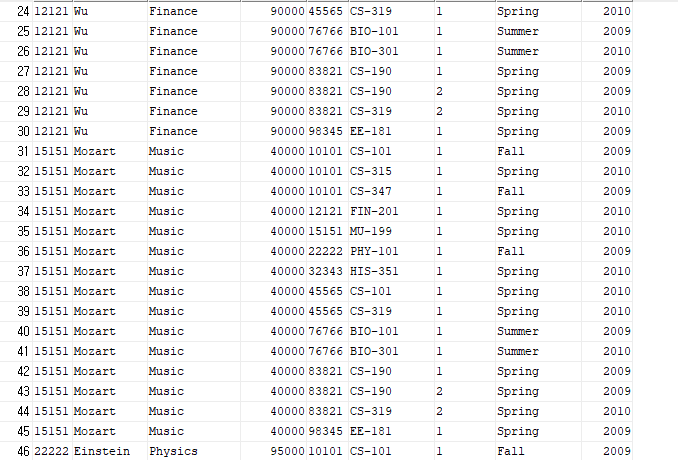 24 12121 Wu Finance 90000 45565 CS-319 1 Spring 2010
25 12121 Wu Finance 90000 76766 BIO-101 1 Summer 2009
26 12121 Wu Finance 90000 76766 BIO-301 1 Summer 2010
27 12121 Wu Finance 90000 83821 CS-190 1 Spring 2009
28 12121 Wu Finance 90000 83821 CS-190 2 Spring 2009
29 12121 Wu Finance 90000 83821 CS-319 2 Spring 2010
30 12121 Wu Finance 90000 98345 EE-181 1 Spring 2009
31 15151 Mozart Music 40000 10101 CS-101 1 Fall 2009
32 15151 Mozart Music 40000 10101 CS-315 1 Spring 2010
33 15151 Mozart Music 40000 10101 CS-347 1 Fall 2009
34 15151 Mozart Music 40000 12121 FIN-201 1 Spring 2010
35 15151 Mozart Music 40000 15151 MU-199 1 Spring 2010
36 15151 Mozart Music 40000 22222 PHY-101 1 Fall 2009
37 15151 Mozart Music 40000 32343 HIS-351 1 Spring 2010
38 15151 Mozart Music 40000 45565 CS-101 1 Spring 2010
39 15151 Mozart Music 40000 45565 CS-319 1 Spring 2010
40 15151 Mozart Music 40000 76766 BIO-101 1 Summer 2009
41 15151 Mozart Music 40000 76766 BIO-301 1 Summer 2010
42 15151 Mozart Music 40000 83821 CS-190 1 Spring 2009
43 15151 Mozart Music 40000 83821 CS-190 2 Spring 2009
44 15151 Mozart Music 40000 83821 CS-319 2 Spring 2010
45 15151 Mozart Music 40000 98345 EE-181 1 Spring 2009
46 22222 Einstein Physics 95000 10101 CS-101 1 Fall 2009